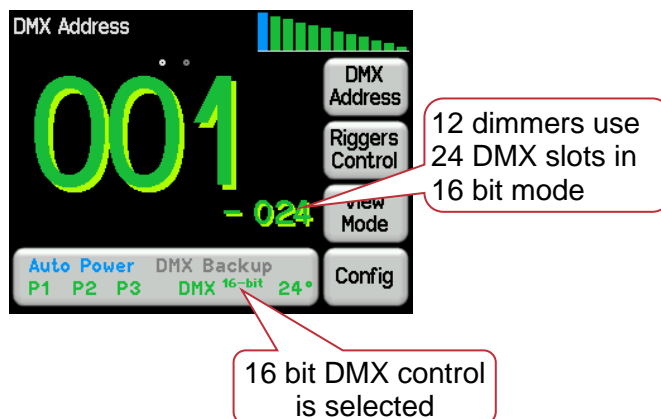 DMX Address
001
- 024
DMX
Address
Riggers
Control
View
Mode
Config
Auto Power DMX Backup
P1 P2 P3 DMX 16-bit 24°
12 dimmers use
24 DMX slots in
16 bit mode
16 bit DMX control
is selected